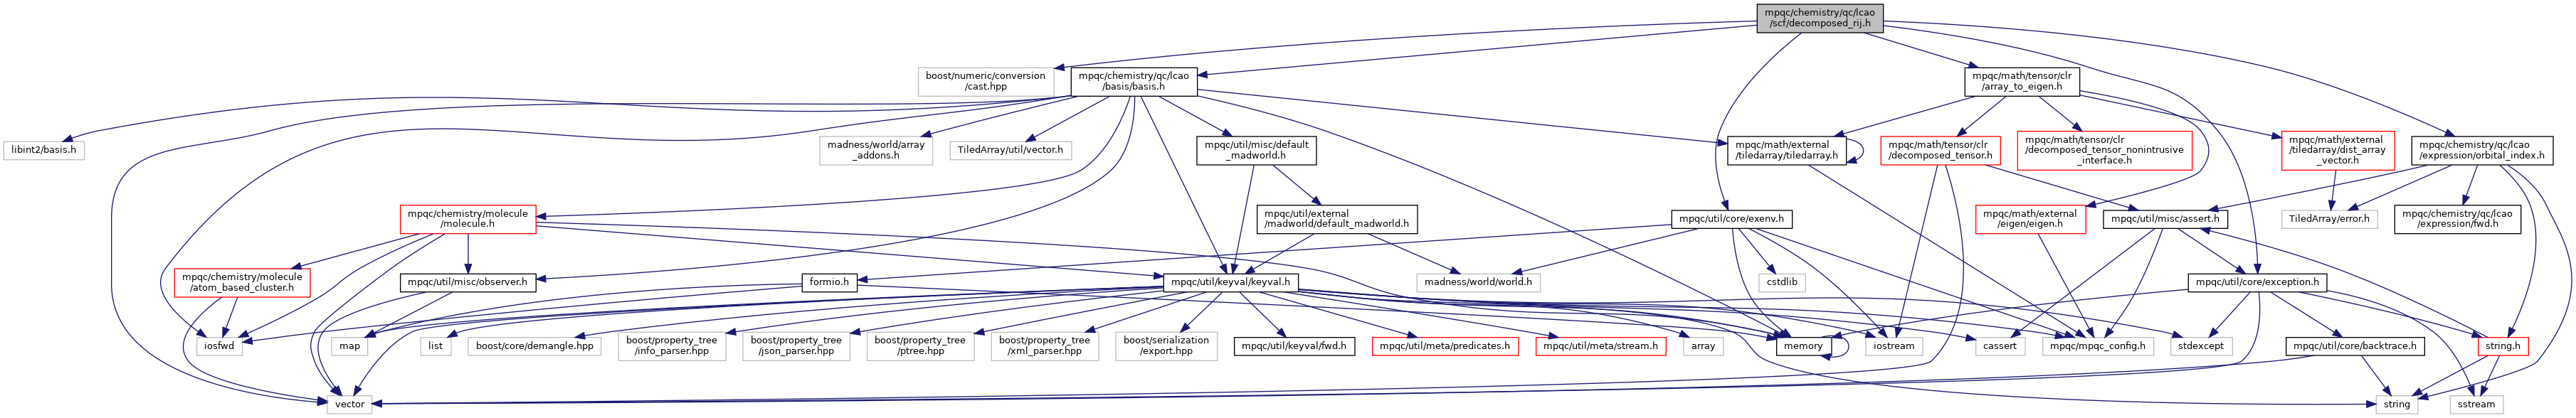 mpqc/chemistry/qc/lcao
/scf/decomposed_rij.h
boost/numeric/conversion
/cast.hpp
mpqc/chemistry/qc/lcao
/basis/basis.h
mpqc/math/tensor/clr
/array_to_eigen.h
libint2/basis.h
madness/world/array
_addons.h
TiledArray/util/vector.h
mpqc/util/misc/default
_madworld.h
mpqc/math/external
/tiledarray/tiledarray.h
mpqc/math/tensor/clr
/decomposed_tensor.h
mpqc/math/tensor/clr
/decomposed_tensor_nonintrusive
_interface.h
mpqc/math/external
/tiledarray/dist_array
_vector.h
mpqc/chemistry/qc/lcao
/expression/orbital_index.h
mpqc/chemistry/molecule
/molecule.h
mpqc/util/external
/madworld/default_madworld.h
mpqc/util/core/exenv.h
mpqc/math/external
/eigen/eigen.h
mpqc/util/misc/assert.h
TiledArray/error.h
mpqc/chemistry/qc/lcao
/expression/fwd.h
mpqc/chemistry/molecule
/atom_based_cluster.h
mpqc/util/misc/observer.h
formio.h
mpqc/util/keyval/keyval.h
madness/world/world.h
cstdlib
mpqc/util/core/exception.h
iosfwd
map
list
boost/core/demangle.hpp
boost/property_tree
/info_parser.hpp
boost/property_tree
/json_parser.hpp
boost/property_tree
/ptree.hpp
boost/property_tree
/xml_parser.hpp
boost/serialization
/export.hpp
mpqc/util/keyval/fwd.h
mpqc/util/meta/predicates.h
mpqc/util/meta/stream.h
array
memory
iostream
cassert
mpqc/mpqc_config.h
stdexcept
mpqc/util/core/backtrace.h
string.h
vector
string
sstream